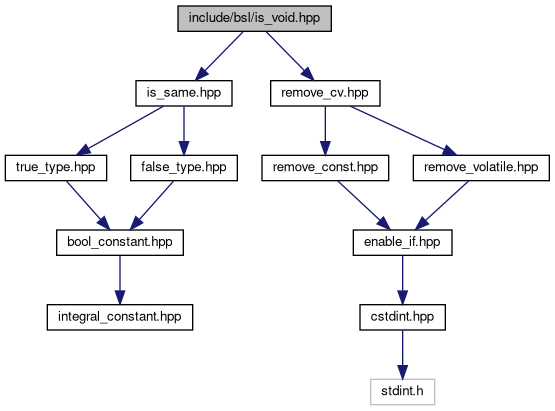 include/bsl/is_void.hpp
is_same.hpp
remove_cv.hpp
true_type.hpp
false_type.hpp
remove_const.hpp
remove_volatile.hpp
bool_constant.hpp
enable_if.hpp
integral_constant.hpp
cstdint.hpp
stdint.h